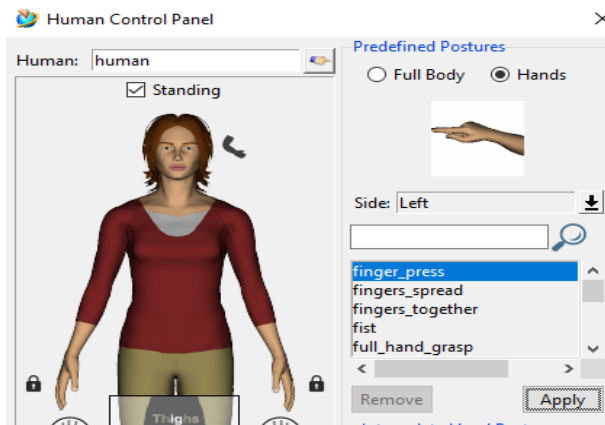 Human Control Panel
Human: human
Standing
Predefined Postures
Full Body Hands
Side: Left
finger_press
fingers_spread
fingers_together
fist
full_hand_grasp
Remove Apply
Thighs